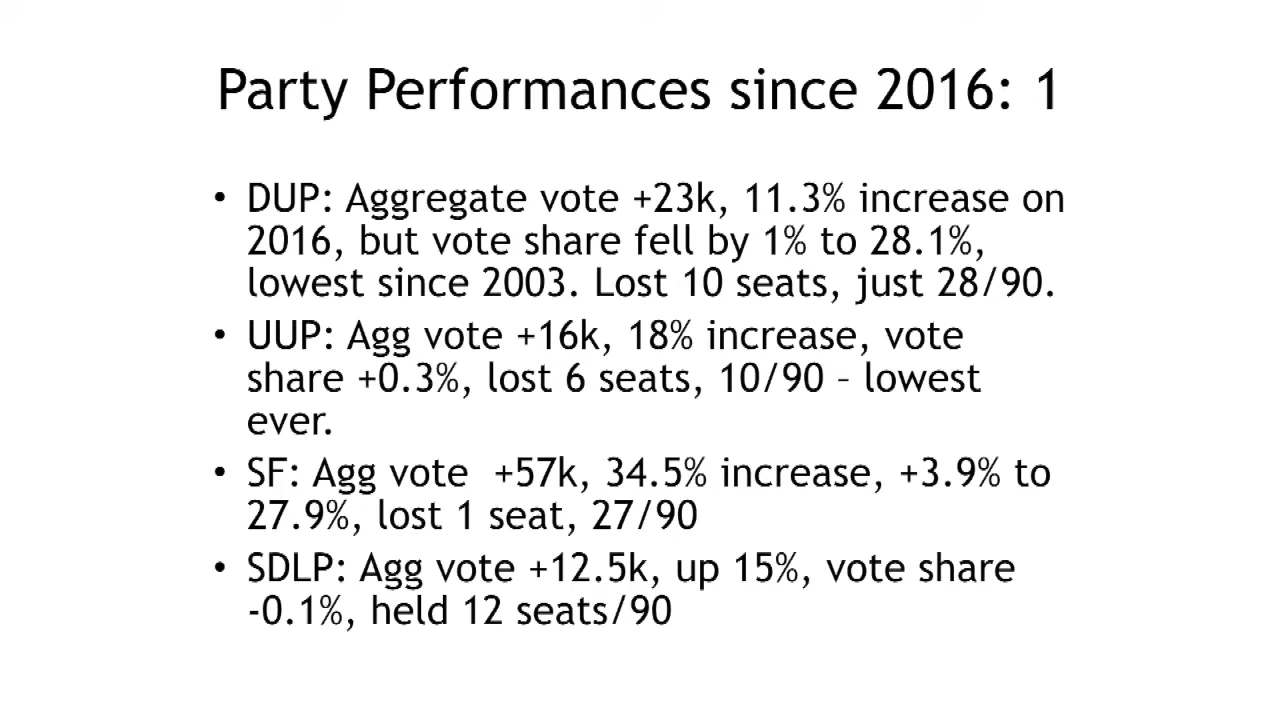 Party Performances since 2016: 1
• DUP: Aggregate vote +23k, 11.3% increase on
2016, but vote share fell by 1% to 28.1%,
lowest since 2003. Lost 10 seats, just 28/90.
• UUP: Agg vote +16k, 18% increase, vote
share +0.3%, lost 6 seats, 10/90 – lowest
ever.
• SF: Agg vote  +57k, 34.5% increase, +3.9% to
27.9%, lost 1 seat, 27/90
• SDLP: Agg vote +12.5k, up 15%, vote share
-0.1%, held 12 seats/90